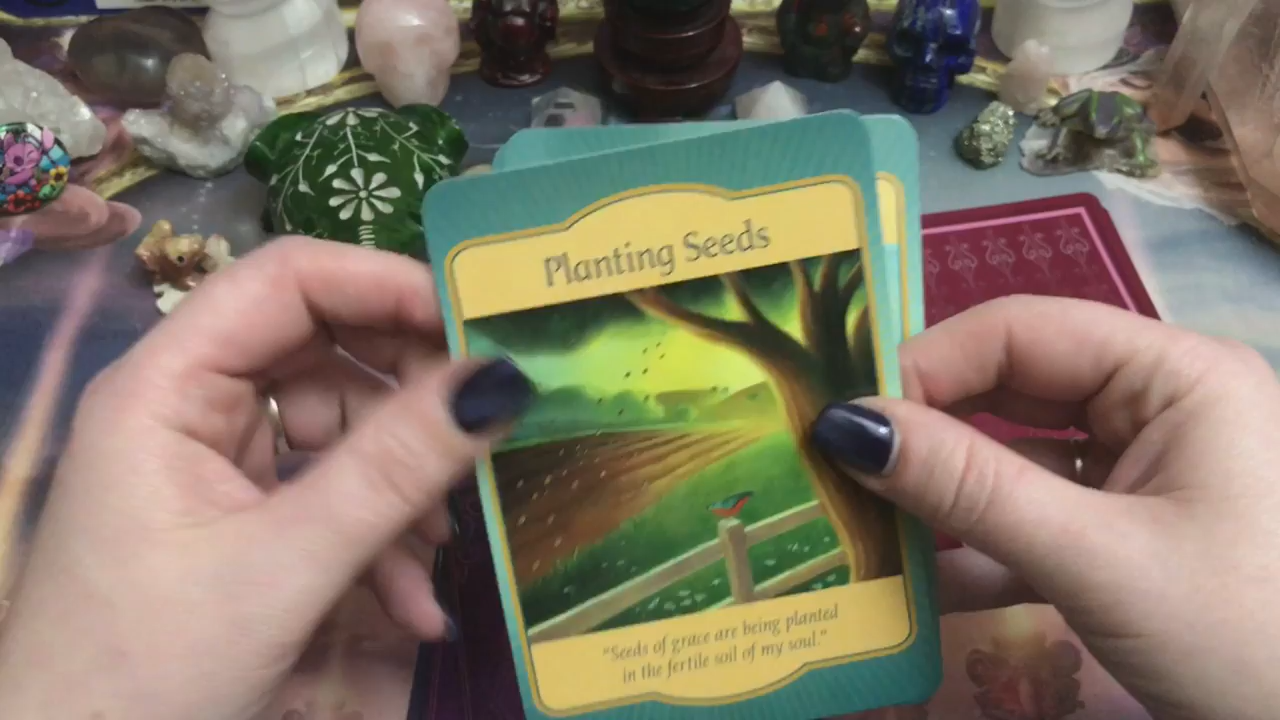 Planting Seeds
"Seeds of grace are being planted
in the fertile soil of my soul."